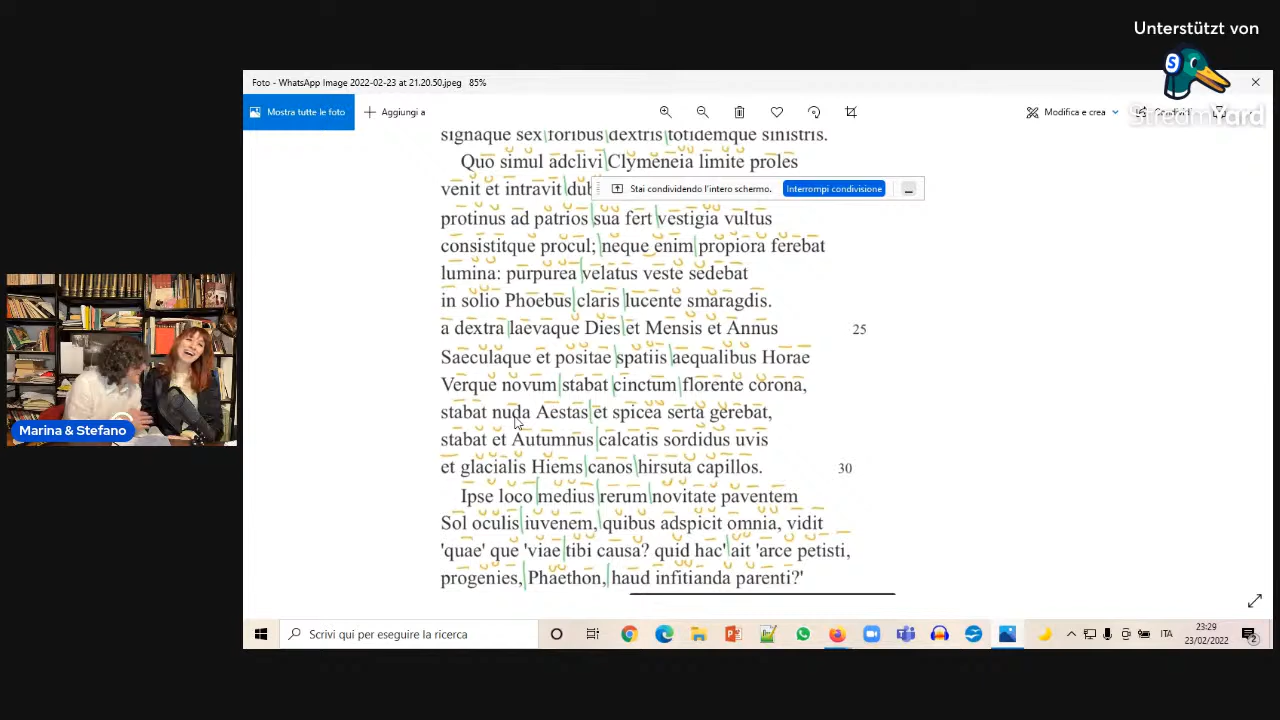 Unterstützt von
StreamYard
Foto - WhatsApp Image 2022-02-23 at 21.20.50.jpeg 85%
Mostra tutte le foto
Aggiungi a
Modifica e crea
signaque sex foribus dextris totidemque sinistris.
Quo simul adclivi Clymeneia limite proles
venit et intravit dub
Stai condividendo l'intero schermo.
Interrompi condivisione
protinus ad patrios sua fert vestigia vultus
consistitque procul; neque enim propiora ferebat
lumina: purpurea velatus veste sedebat
in solio Phoebus claris lucente smaragdis.
a dextra laevaque Dies et Mensis et Annus 25
Saeculaque et positae spatiis aequalibus Horae
Verque novum stabat cinctum florente corona,
stabat nuda Aestas et spicea serta gerebat,
stabat et Autumnus calcatis sordidus uvis
et glacialis Hiems canos hirsuta capillos. 30
Ipse loco medius rerum novitate paventem
Sol oculis iuvenem, quibus adspicit omnia, vidit
'quae' que 'viae tibi causa? quid hac' ait 'arce petisti,
progenies, Phaethon, haud infitianda parenti?'
Marina & Stefano
Scrivi qui per eseguire la ricerca
ITA
23:29
23/02/2022
2